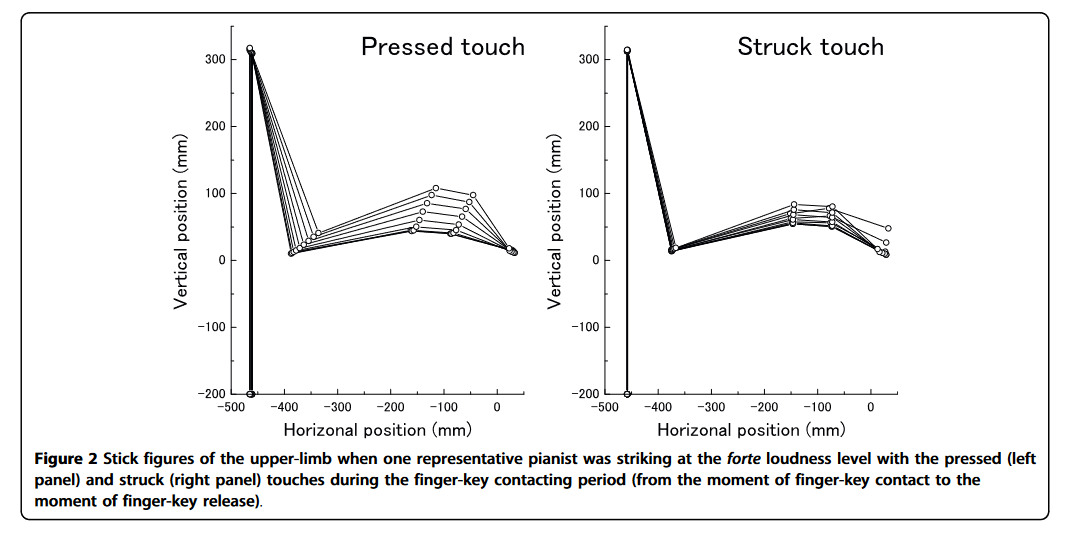 Pressed touch
Struck touch
300
200
100
0
-100
-200
Vertical position (mm)
-500
-400
-300
-200
-100
0
Horizonal position (mm)
300
200
100
0
-100
-200
Vertical position (mm)
-500
-400
-300
-200
-100
0
Horizonal position (mm)
Figure 2 Stick figures of the upper-limb when one representative pianist was striking at the forte loudness level with the pressed (left
panel) and struck (right panel) touches during the finger-key contacting period (from the moment of finger-key contact to the
moment of finger-key release).